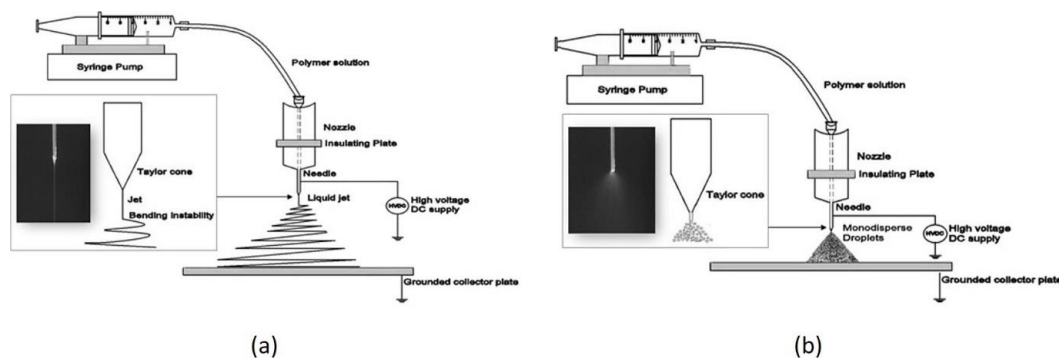 Syringe Pump
Polymer solution
Nozzle
Insulating Plate
Needle
Taylor cone
Jet
Bending Instability
Liquid jet
HVDC
High voltage
DC supply
Grounded collector plate
(a)
Syringe Pump
Polymer solution
Nozzle
Insulating Plate
Needle
Taylor cone
Monodisperse
Droplets
HVDC
High voltage
DC supply
Grounded collector plate
(b)